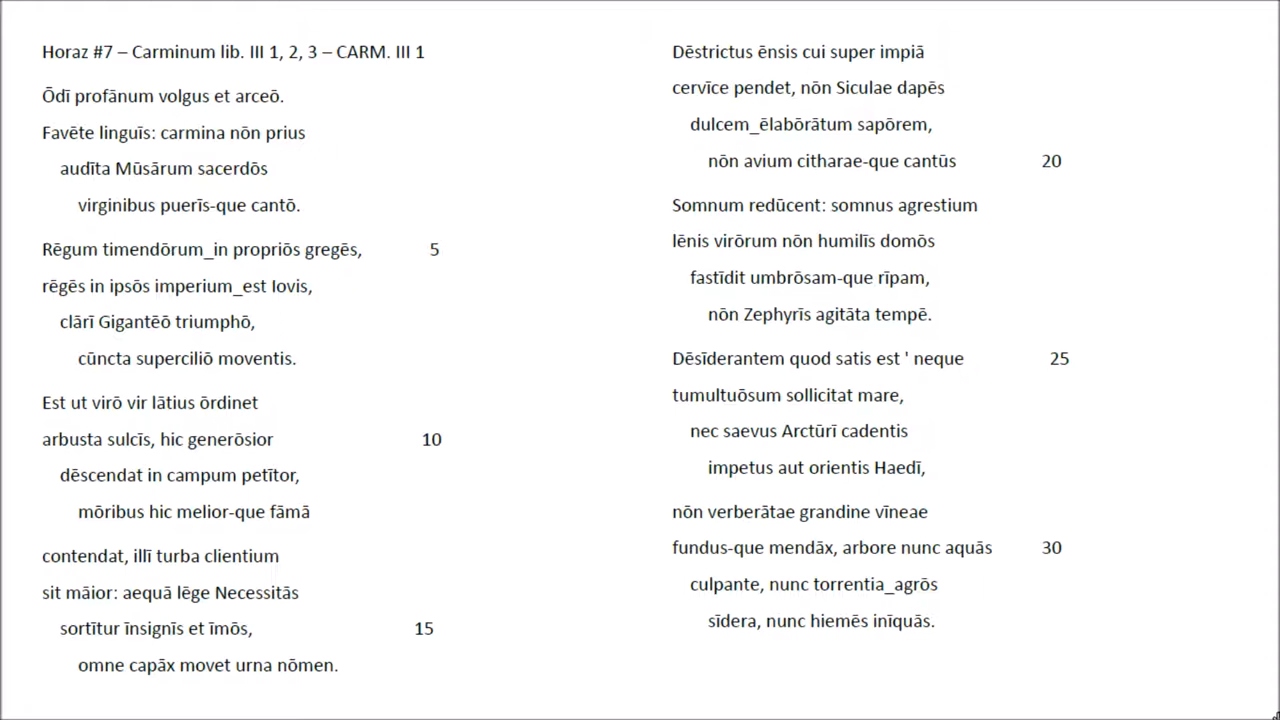 Horaz #7 – Carminum lib. III 1, 2, 3 – CARM. III 1
Ōdī profānum volgus et arceō.
Favēte linguīs: carmina nōn prius
audīta Mūsārum sacerdōs
virginibus puerīs-que cantō.
Rēgum timendōrum_in propriōs gregēs, 5
rēgēs in ipsōs imperium_est Iovis,
clārī Gigantēō triumphō,
cūncta superciliō moventis.
Est ut virō vir lātius ōrdinet
arbusta sulcīs, hic generōsior 10
dēscendat in campum petītor,
mōribus hic melior-que fāmā
contendat, illī turba clientium
sit māior: aequā lēge Necessitās
sortītur īnsignīs et īmōs, 15
omne capāx movet urna nōmen.
Dēstrictus ēnsis cui super impiā
cervīce pendet, nōn Siculae dapēs
dulcem_ēlabōrātum sapōrem,
nōn avium citharae-que cantūs 20
Somnum redūcent: somnus agrestium
lēnis virōrum nōn humilīs domōs
fastīdit umbrōsam-que rīpam,
nōn Zephyrīs agitāta tempē.
Dēsīderantem quod satis est ' neque 25
tumultuōsum sollicitat mare,
nec saevus Arctūrī cadentis
impetus aut orientis Haedī,
nōn verberātae grandine vīneae
fundus-que mendāx, arbore nunc aquās 30
culpante, nunc torrentia_agrōs
sīdera, nunc hiemēs inīquās.